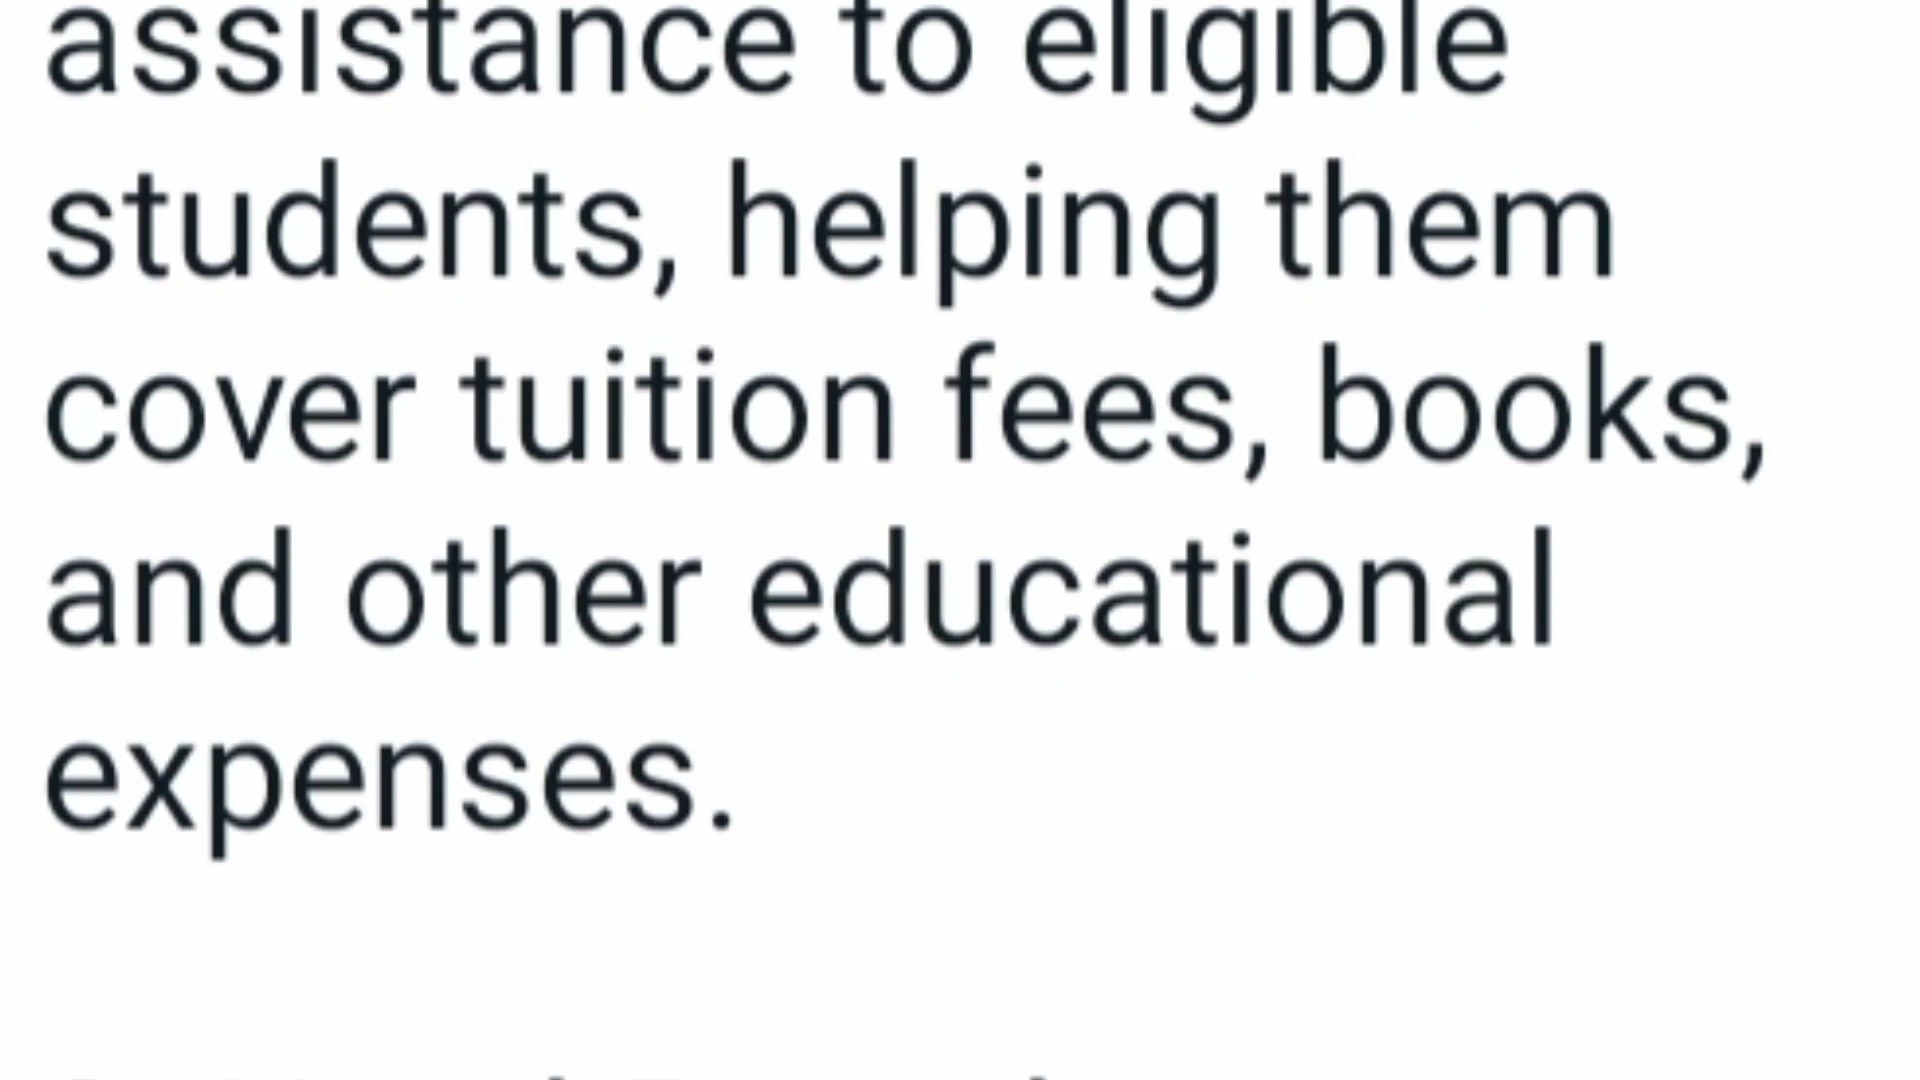 assistance to eligible
students, helping them
cover tuition fees, books,
and other educational
expenses.